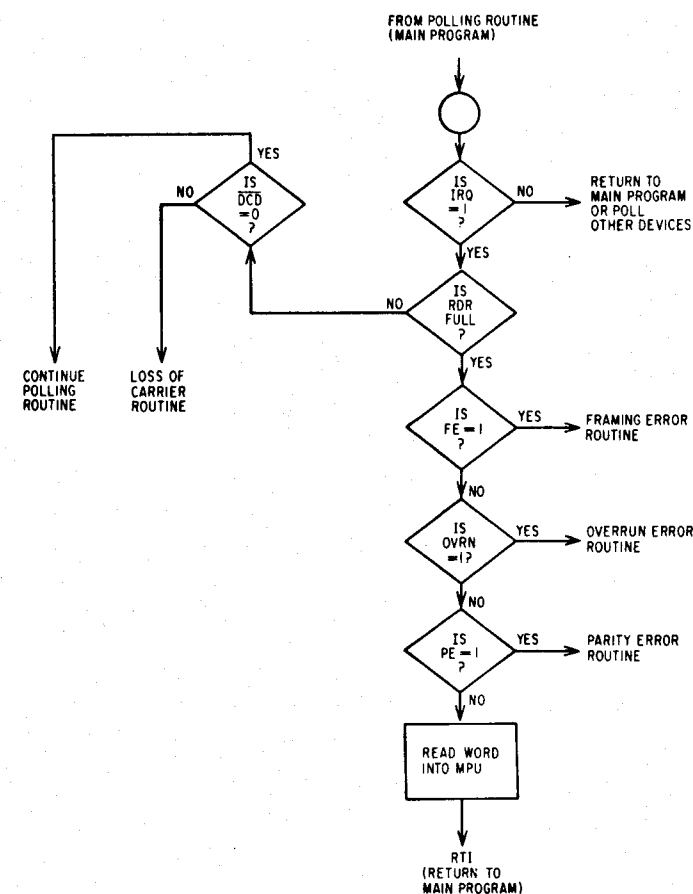 FROM POLLING ROUTINE
(MAIN PROGRAM)
IS
IRQ
=1
?
NO
RETURN TO
MAIN PROGRAM
OR POLL
OTHER DEVICES
YES
YES
NO
IS
D̅C̅D̅
=0
?
NO
IS
RDR
FULL
?
YES
CONTINUE
POLLING
ROUTINE
LOSS OF
CARRIER
ROUTINE
IS
FE=1
?
YES
FRAMING ERROR
ROUTINE
NO
IS
OVRN
=1?
YES
OVERRUN ERROR
ROUTINE
NO
IS
PE=1
?
YES
PARITY ERROR
ROUTINE
NO
READ WORD
INTO MPU
RTI
(RETURN TO
MAIN PROGRAM)